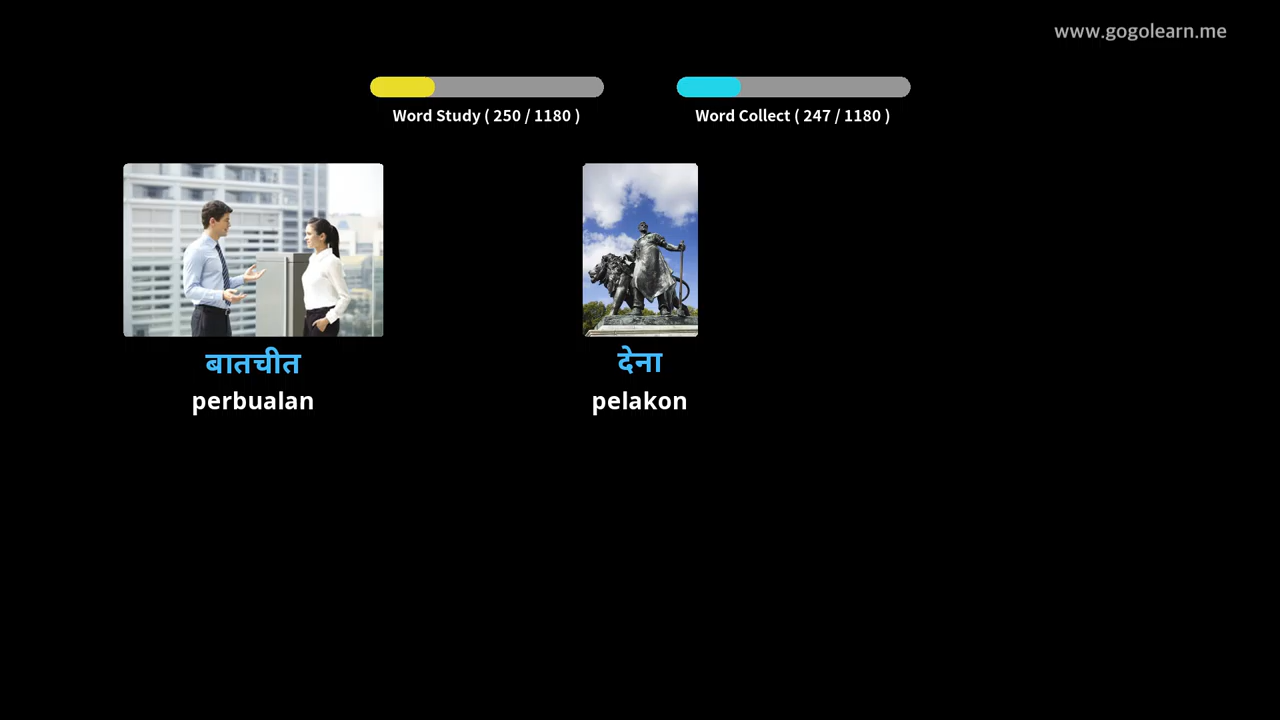 www.gogolearn.me
Word Study ( 250 / 1180 )
Word Collect ( 247 / 1180 )
बातचीत
perbualan
देना
pelakon